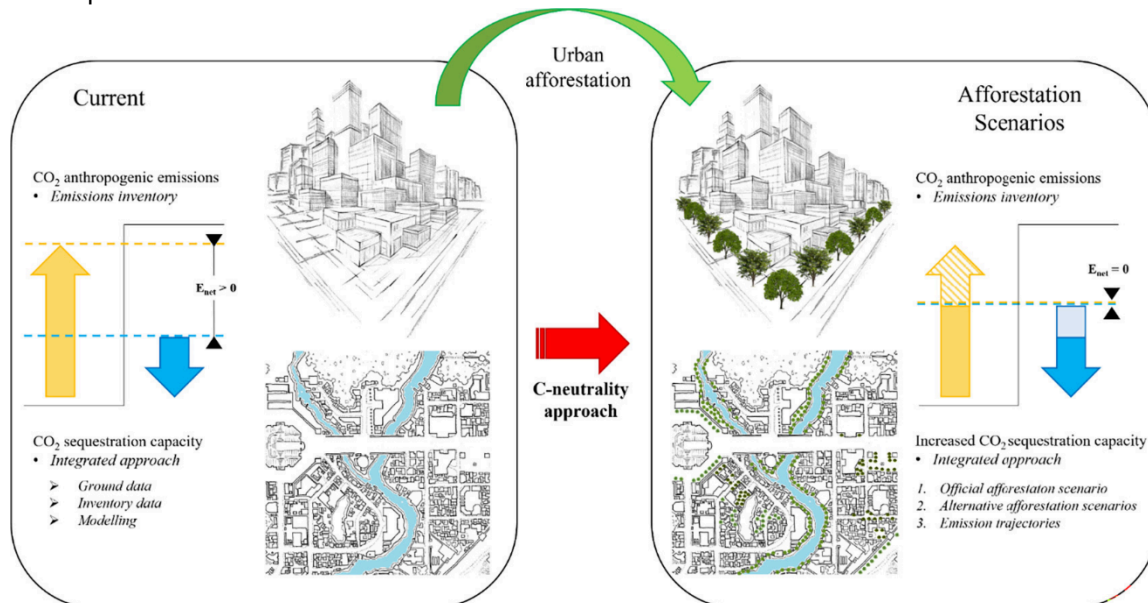 Urban
afforestation
Current
CO₂ anthropogenic emissions
• Emissions inventory
E_net > 0
CO₂ sequestration capacity
• Integrated approach
➢ Ground data
➢ Inventory data
➢ Modelling
C-neutrality
approach
Afforestation
Scenarios
CO₂ anthropogenic emissions
• Emissions inventory
E_net = 0
Increased CO₂ sequestration capacity
• Integrated approach
1. Official afforestaton scenario
2. Alternative afforestation scenarios
3. Emission trajectories